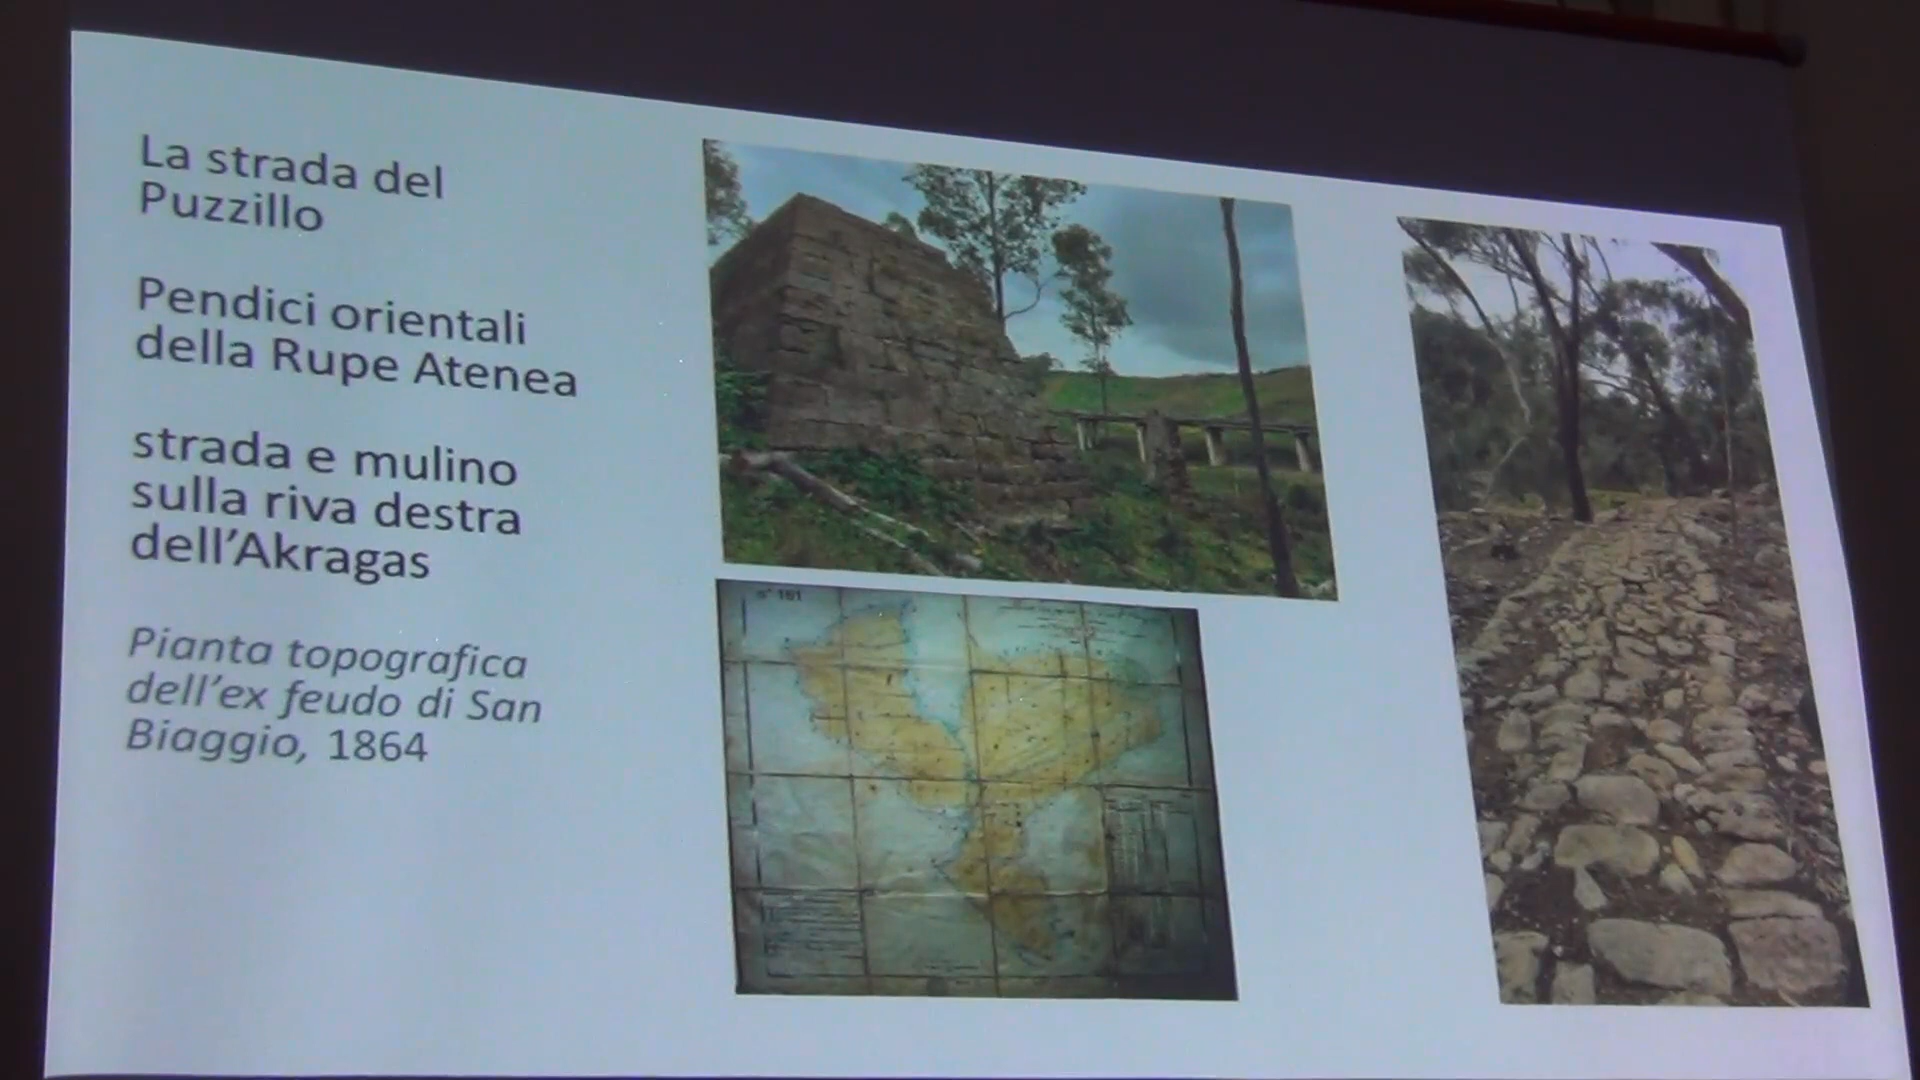 La strada del
Puzzillo
Pendici orientali
della Rupe Atenea
strada e mulino
sulla riva destra
dell'Akragas
Pianta topografica
dell'ex feudo di San
Biaggio, 1864
n° 161